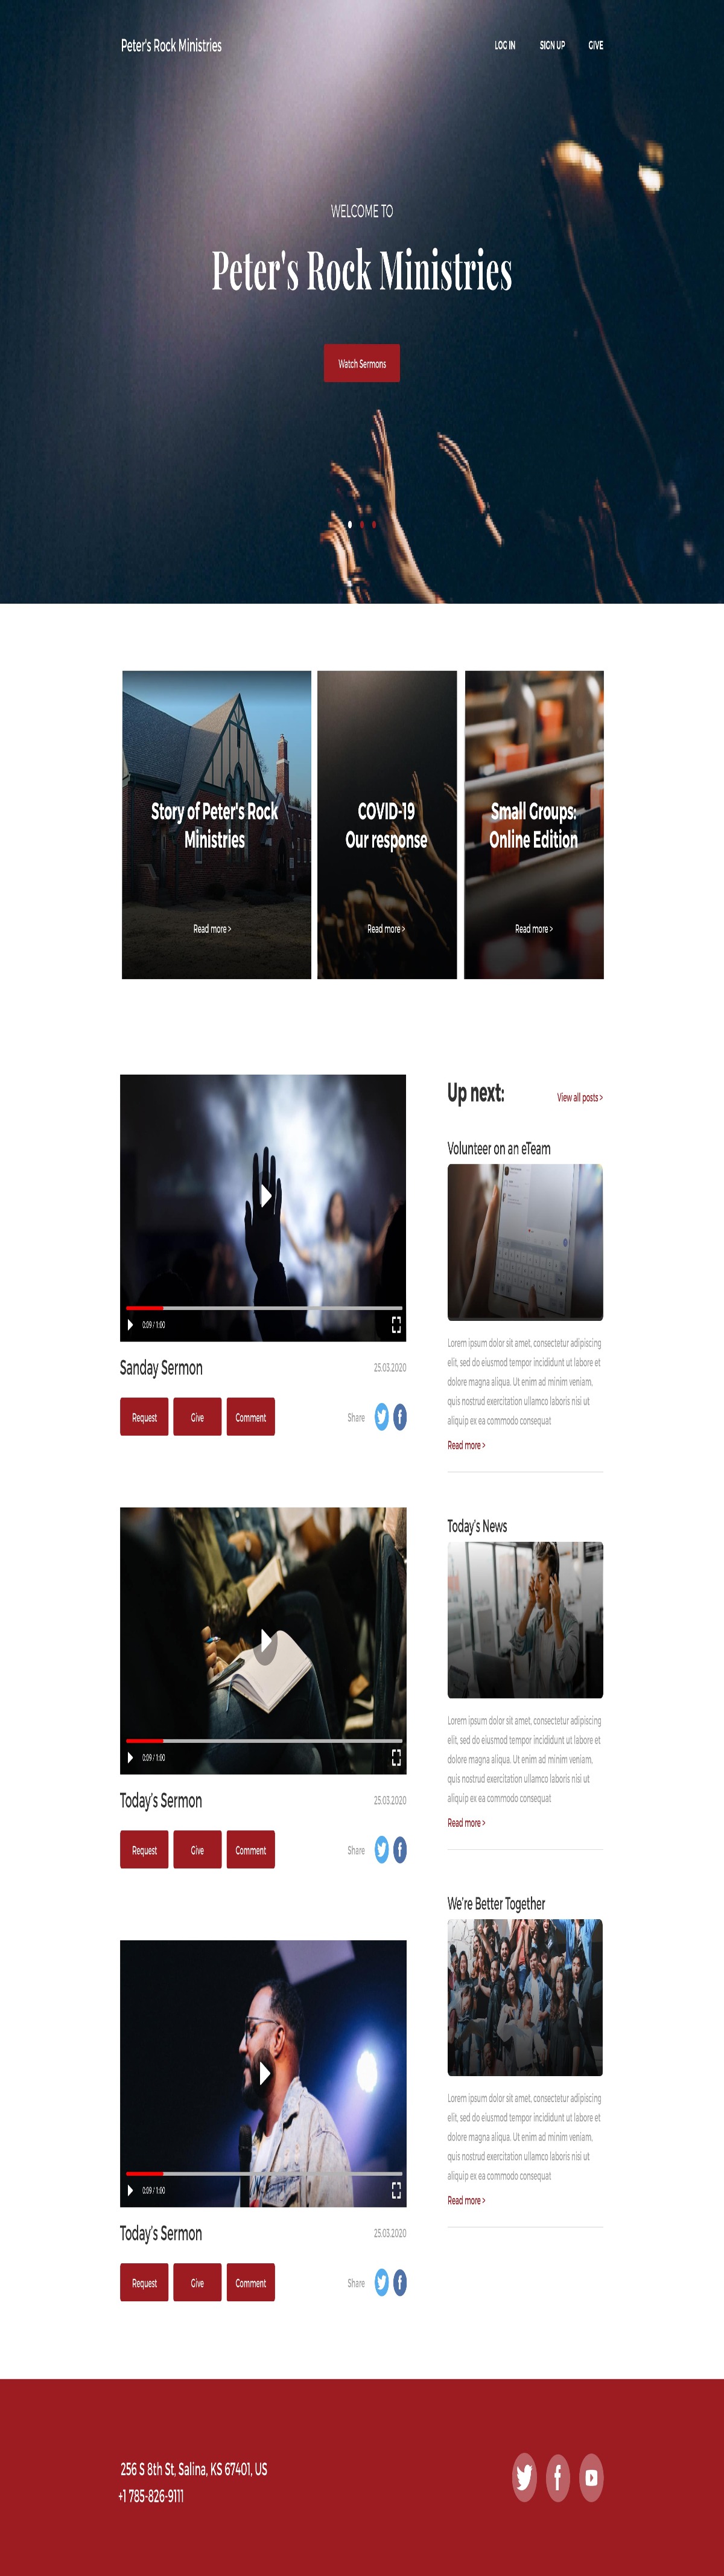 Peter's Rock Ministries
LOG IN SIGN UP GIVE
WELCOME TO
Peter's Rock Ministries
Watch Sermons
Story of Peter's Rock
Ministries
Read more >
COVID-19
Our response
Read more >
Small Groups:
Online Edition
Read more >
0:09 / 1:00
Sanday Sermon
25.03.2020
Request Give Comment
Share
0:09 / 1:00
Today's Sermon
25.03.2020
Request Give Comment
Share
0:09 / 1:00
Today's Sermon
25.03.2020
Request Give Comment
Share
Up next:
View all posts >
Volunteer on an eTeam
Lorem ipsum dolor sit amet, consectetur adipiscing
elit, sed do eiusmod tempor incididunt ut labore et
dolore magna aliqua. Ut enim ad minim veniam,
quis nostrud exercitation ullamco laboris nisi ut
aliquip ex ea commodo consequat
Read more >
Today's News
Lorem ipsum dolor sit amet, consectetur adipiscing
elit, sed do eiusmod tempor incididunt ut labore et
dolore magna aliqua. Ut enim ad minim veniam,
quis nostrud exercitation ullamco laboris nisi ut
aliquip ex ea commodo consequat
Read more >
We're Better Together
Lorem ipsum dolor sit amet, consectetur adipiscing
elit, sed do eiusmod tempor incididunt ut labore et
dolore magna aliqua. Ut enim ad minim veniam,
quis nostrud exercitation ullamco laboris nisi ut
aliquip ex ea commodo consequat
Read more >
256 S 8th St, Salina, KS 67401, US
+1 785-826-9111